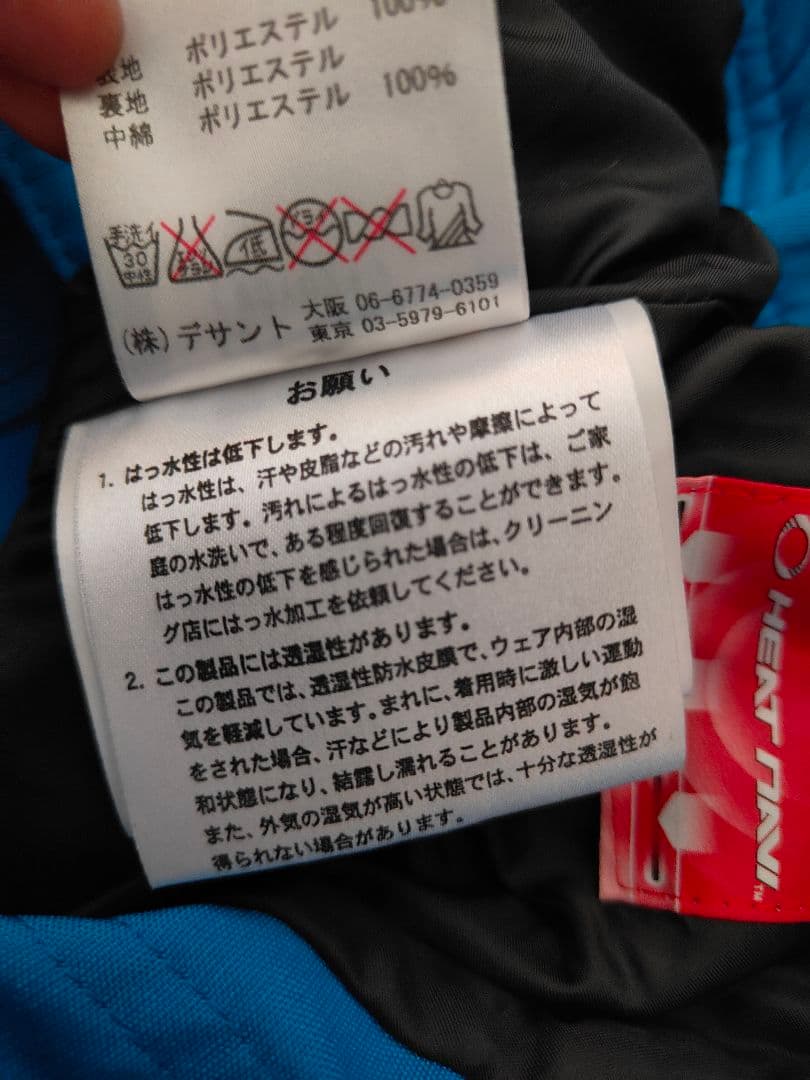 表地 ポリエステル 100%
裏地 ポリエステル
中綿 ポリエステル 100%
手洗イ
30
中性
エンソ
サラシ
低
ドライ
(株)デサント
大阪 06-6774-0359
東京 03-5979-6101
お願い
1. はっ水性は低下します。
はっ水性は、汗や皮脂などの汚れや摩擦によって
低下します。汚れによるはっ水性の低下は、ご家
庭の水洗いで、ある程度回復することができます。
はっ水性の低下を感じられた場合は、クリーニン
グ店にはっ水加工を依頼してください。
2. この製品には透湿性があります。
この製品では、透湿性防水皮膜で、ウェア内部の湿
気を軽減しています。まれに、着用時に激しい運動
をされた場合、汗などにより製品内部の湿気が飽
和状態になり、結露し濡れることがあります。
また、外気の湿気が高い状態では、十分な透湿性が
得られない場合があります。
HEAT NAVI™